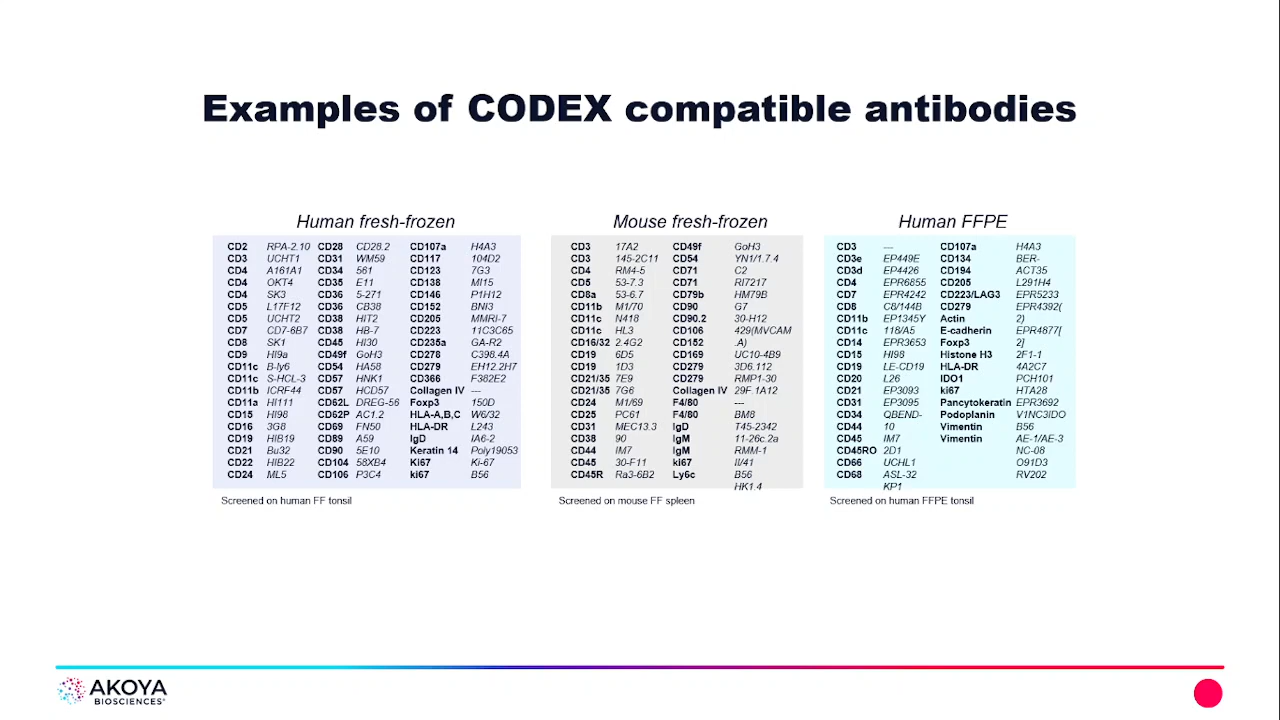 Examples of CODEX compatible antibodies
Human fresh-frozen
CD2 RPA-2.10 CD28 CD28.2 CD107a H4A3
CD3 UCHT1 CD31 WM59 CD117 104D2
CD4 A161A1 CD34 561 CD123 7G3
CD4 OKT4 CD35 E11 CD138 MI15
CD4 SK3 CD36 5-271 CD146 P1H12
CD5 L17F12 CD36 CB38 CD152 BNI3
CD5 UCHT2 CD38 HIT2 CD205 MMRI-7
CD7 CD7-6B7 CD38 HB-7 CD223 11C3C65
CD8 SK1 CD45 HI30 CD235a GA-R2
CD9 HI9a CD49f GoH3 CD278 C398.4A
CD11c B-ly6 CD54 HA58 CD279 EH12.2H7
CD11c S-HCL-3 CD57 HNK1 CD366 F382E2
CD11b ICRF44 CD57 HCD57 Collagen IV ---
CD11a HI111 CD62L DREG-56 Foxp3 150D
CD15 HI98 CD62P AC1.2 HLA-A,B,C W6/32
CD16 3G8 CD69 FN50 HLA-DR L243
CD19 HIB19 CD89 A59 IgD IA6-2
CD21 Bu32 CD90 5E10 Keratin 14 Poly19053
CD22 HIB22 CD104 58XB4 Ki67 Ki-67
CD24 ML5 CD106 P3C4 ki67 B56
Screened on human FF tonsil
Mouse fresh-frozen
CD3 17A2 CD49f GoH3
CD3 145-2C11 CD54 YN1/1.7.4
CD4 RM4-5 CD71 C2
CD5 53-7.3 CD71 RI7217
CD8a 53-6.7 CD79b HM79B
CD11b M1/70 CD90 G7
CD11c N418 CD90.2 30-H12
CD11c HL3 CD106 429(MVCAM
CD16/32 2.4G2 CD152 .A)
CD19 6D5 CD169 UC10-4B9
CD19 1D3 CD279 3D6.112
CD21/35 7E9 CD279 RMP1-30
CD21/35 7G6 Collagen IV 29F.1A12
CD24 M1/69 F4/80 ---
CD25 PC61 F4/80 BM8
CD31 MEC13.3 IgD T45-2342
CD38 90 IgM 11-26c.2a
CD44 IM7 IgM RMM-1
CD45 30-F11 ki67 II/41
CD45R Ra3-6B2 Ly6c B56
HK1.4
Screened on mouse FF spleen
Human FFPE
CD3 --- CD107a H4A3
CD3e EP449E CD134 BER-
CD3d EP4426 CD194 ACT35
CD4 EPR6855 CD205 L291H4
CD7 EPR4242 CD223/LAG3 EPR5233
CD8 C8/144B CD279 EPR4392(
CD11b EP1345Y Actin 2)
CD11c 118/A5 E-cadherin EPR4877[
CD14 EPR3653 Foxp3 2]
CD15 HI98 Histone H3 2F1-1
CD19 LE-CD19 HLA-DR 4A2C7
CD20 L26 IDO1 PCH101
CD21 EP3093 ki67 HTA28
CD31 EP3095 Pancytokeratin EPR3692
CD34 QBEND- Podoplanin V1NC3IDO
CD44 10 Vimentin B56
CD45 IM7 Vimentin AE-1/AE-3
CD45RO 2D1 NC-08
CD66 UCHL1 O91D3
CD68 ASL-32 RV202
KP1
Screened on human FFPE tonsil
AKOYA
BIOSCIENCES